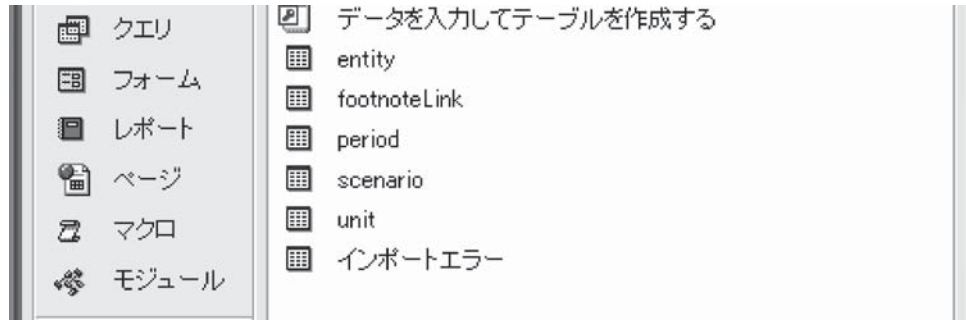 クエリ
フォーム
レポート
ページ
マクロ
モジュール
データを入力してテーブルを作成する
entity
footnoteLink
period
scenario
unit
インポートエラー